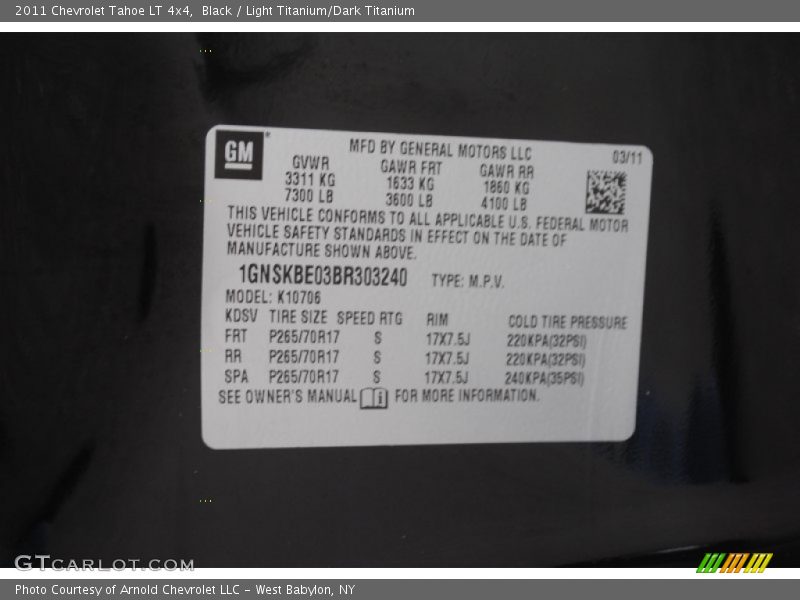 2011 Chevrolet Tahoe LT 4x4, Black / Light Titanium/Dark Titanium
GM
MFD BY GENERAL MOTORS LLC 03/11
GVWR GAWR FRT GAWR RR
3311 KG 1633 KG 1860 KG
7300 LB 3600 LB 4100 LB
THIS VEHICLE CONFORMS TO ALL APPLICABLE U.S. FEDERAL MOTOR
VEHICLE SAFETY STANDARDS IN EFFECT ON THE DATE OF
MANUFACTURE SHOWN ABOVE.
1GNSKBE03BR303240 TYPE: M.P.V.
MODEL: K10706
KDSV TIRE SIZE SPEED RTG RIM COLD TIRE PRESSURE
FRT P265/70R17 S 17X7.5J 220KPA(32PSI)
RR P265/70R17 S 17X7.5J 220KPA(32PSI)
SPA P265/70R17 S 17X7.5J 240KPA(35PSI)
SEE OWNER'S MANUAL i FOR MORE INFORMATION.
GTCARLOT.COM
Photo Courtesy of Arnold Chevrolet LLC - West Babylon, NY